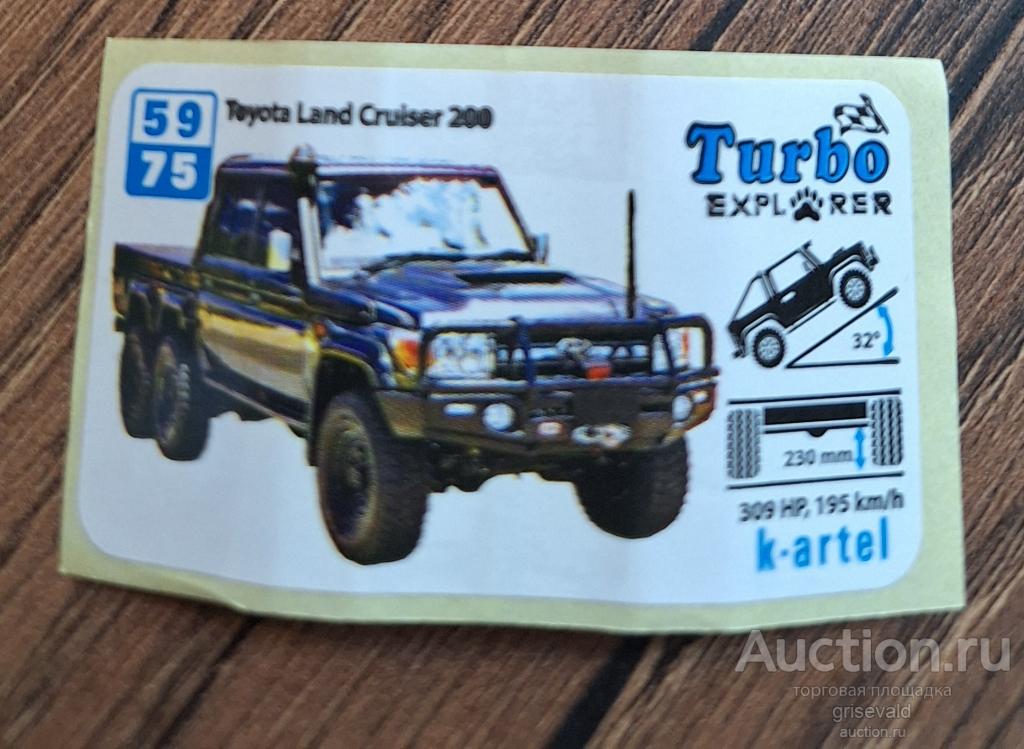 59
75
Toyota Land Cruiser 200
Turbo
EXPLORER
32°
230 mm
309 HP, 195 km/h
k-artel
Auction.ru
торговая площадка
grisevald
auction.ru